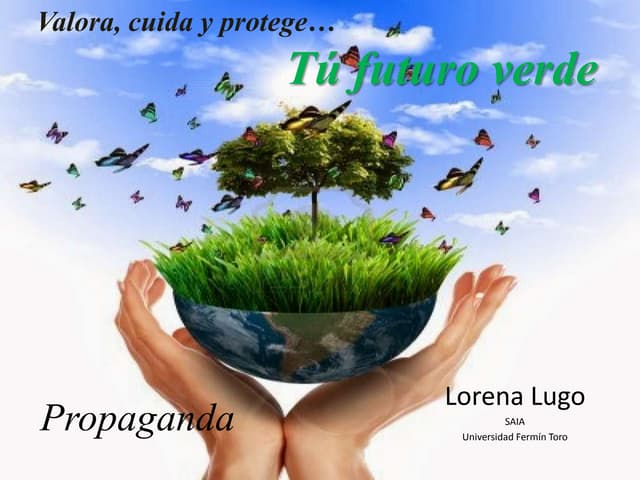 Valora, cuida y protege…
Tú futuro verde
Propaganda
Lorena Lugo
SAIA
Universidad Fermín Toro